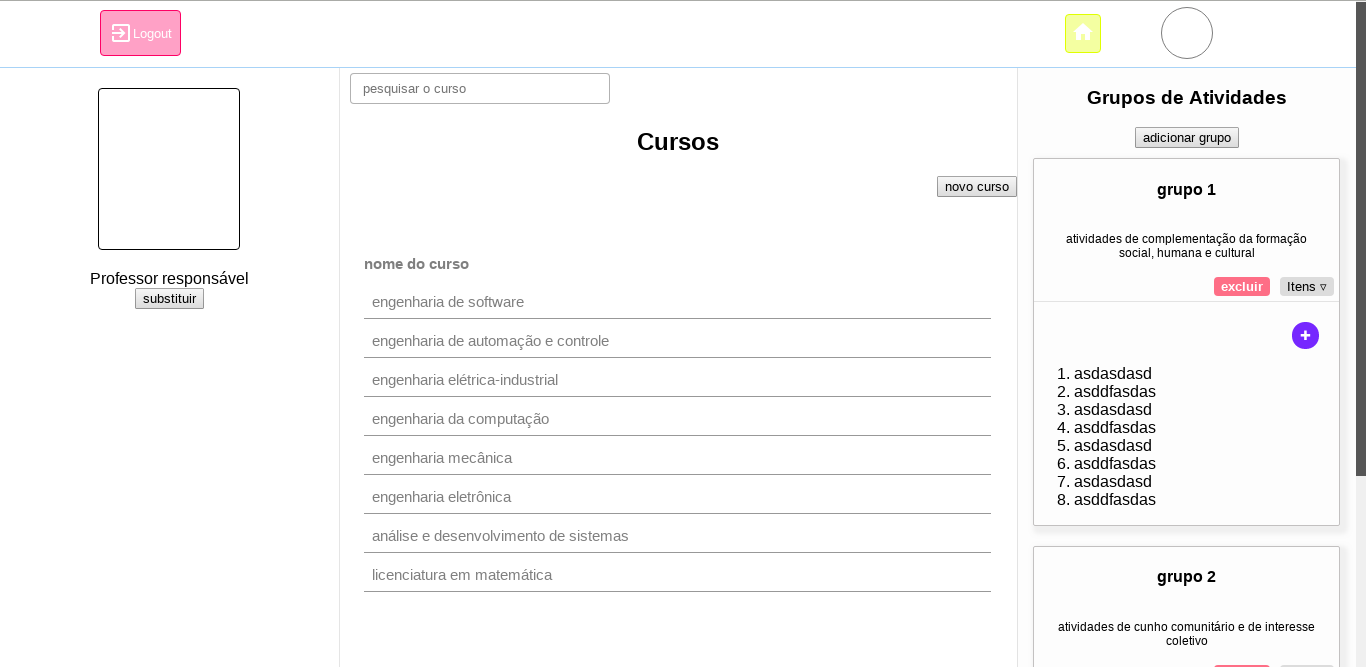 Logout
Professor responsável
substituir
pesquisar o curso
Cursos
novo curso
nome do curso
engenharia de software
engenharia de automação e controle
engenharia elétrica-industrial
engenharia da computação
engenharia mecânica
engenharia eletrônica
análise e desenvolvimento de sistemas
licenciatura em matemática
Grupos de Atividades
adicionar grupo
grupo 1
atividades de complementação da formação
social, humana e cultural
excluir Itens ▿
+
1. asdasdasd
2. asddfasdas
3. asdasdasd
4. asddfasdas
5. asdasdasd
6. asddfasdas
7. asdasdasd
8. asddfasdas
grupo 2
atividades de cunho comunitário e de interesse
coletivo